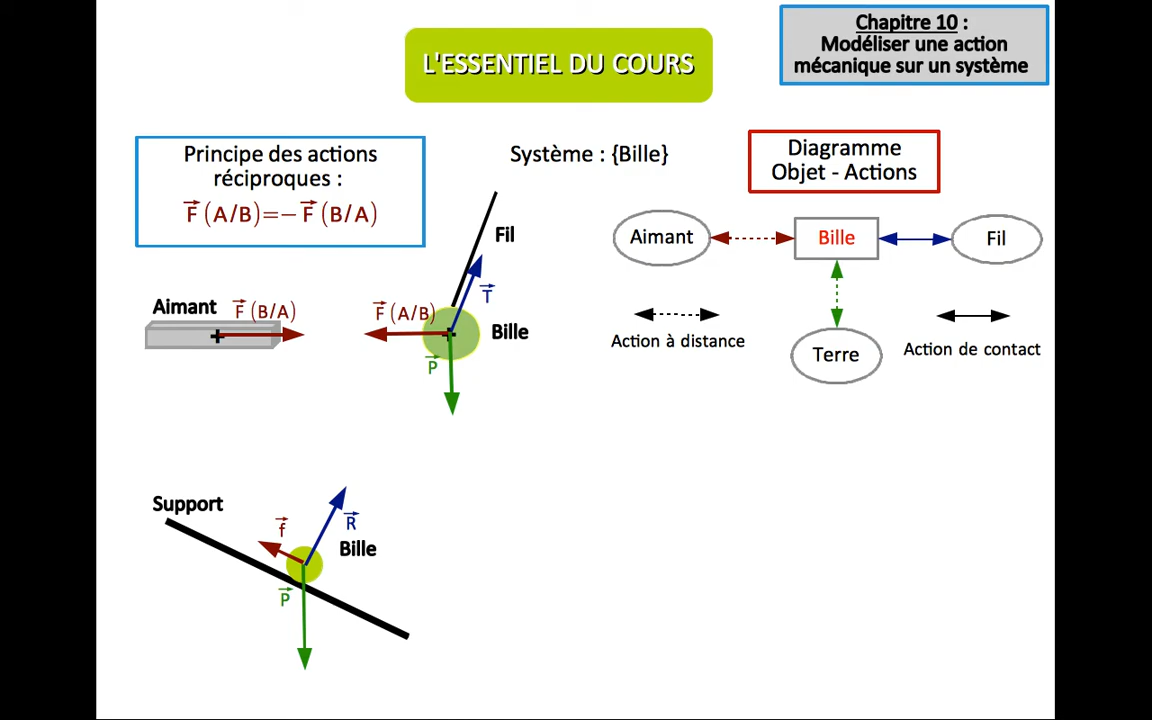 Chapitre 10 :
Modéliser une action
mécanique sur un système
L'ESSENTIEL DU COURS
Principe des actions
réciproques :
F⃗ (A/B)=−F⃗ (B/A)
Système : {Bille}
Diagramme
Objet - Actions
Fil
T⃗
Aimant
F⃗ (B/A)
F⃗ (A/B)
Bille
P⃗
Aimant
Bille
Fil
Action à distance
Terre
Action de contact
Support
f⃗
R⃗
Bille
P⃗